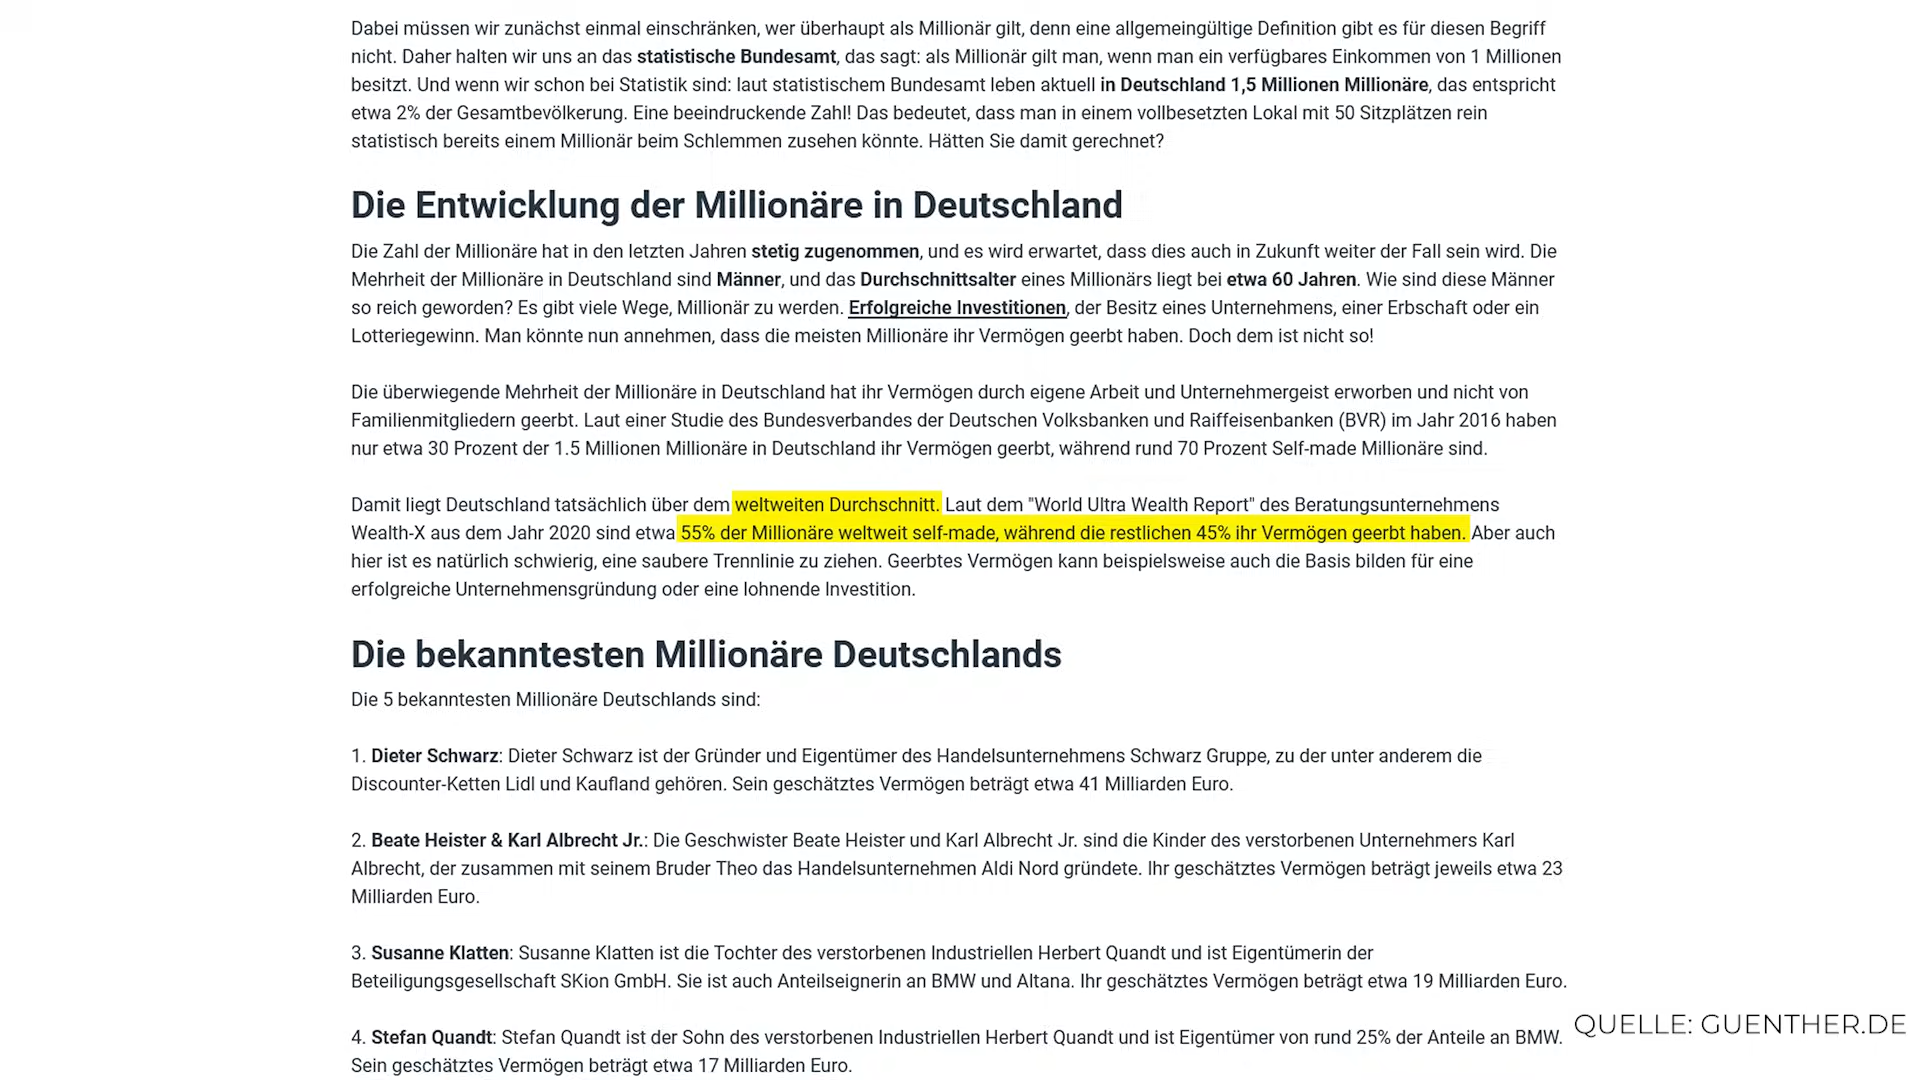 Dabei müssen wir zunächst einmal einschränken, wer überhaupt als Millionär gilt, denn eine allgemeingültige Definition gibt es für diesen Begriff
nicht. Daher halten wir uns an das statistische Bundesamt, das sagt: als Millionär gilt man, wenn man ein verfügbares Einkommen von 1 Millionen
besitzt. Und wenn wir schon bei Statistik sind: laut statistischem Bundesamt leben aktuell in Deutschland 1,5 Millionen Millionäre, das entspricht
etwa 2% der Gesamtbevölkerung. Eine beeindruckende Zahl! Das bedeutet, dass man in einem vollbesetzten Lokal mit 50 Sitzplätzen rein
statistisch bereits einem Millionär beim Schlemmen zusehen könnte. Hätten Sie damit gerechnet?
Die Entwicklung der Millionäre in Deutschland
Die Zahl der Millionäre hat in den letzten Jahren stetig zugenommen, und es wird erwartet, dass dies auch in Zukunft weiter der Fall sein wird. Die
Mehrheit der Millionäre in Deutschland sind Männer, und das Durchschnittsalter eines Millionärs liegt bei etwa 60 Jahren. Wie sind diese Männer
so reich geworden? Es gibt viele Wege, Millionär zu werden. Erfolgreiche Investitionen, der Besitz eines Unternehmens, einer Erbschaft oder ein
Lotteriegewinn. Man könnte nun annehmen, dass die meisten Millionäre ihr Vermögen geerbt haben. Doch dem ist nicht so!
Die überwiegende Mehrheit der Millionäre in Deutschland hat ihr Vermögen durch eigene Arbeit und Unternehmergeist erworben und nicht von
Familienmitgliedern geerbt. Laut einer Studie des Bundesverbandes der Deutschen Volksbanken und Raiffeisenbanken (BVR) im Jahr 2016 haben
nur etwa 30 Prozent der 1.5 Millionen Millionäre in Deutschland ihr Vermögen geerbt, während rund 70 Prozent Self-made Millionäre sind.
Damit liegt Deutschland tatsächlich über dem weltweiten Durchschnitt. Laut dem "World Ultra Wealth Report" des Beratungsunternehmens
Wealth-X aus dem Jahr 2020 sind etwa 55% der Millionäre weltweit self-made, während die restlichen 45% ihr Vermögen geerbt haben. Aber auch
hier ist es natürlich schwierig, eine saubere Trennlinie zu ziehen. Geerbtes Vermögen kann beispielsweise auch die Basis bilden für eine
erfolgreiche Unternehmensgründung oder eine lohnende Investition.
Die bekanntesten Millionäre Deutschlands
Die 5 bekanntesten Millionäre Deutschlands sind:
1. Dieter Schwarz: Dieter Schwarz ist der Gründer und Eigentümer des Handelsunternehmens Schwarz Gruppe, zu der unter anderem die
Discounter-Ketten Lidl und Kaufland gehören. Sein geschätztes Vermögen beträgt etwa 41 Milliarden Euro.
2. Beate Heister & Karl Albrecht Jr.: Die Geschwister Beate Heister und Karl Albrecht Jr. sind die Kinder des verstorbenen Unternehmers Karl
Albrecht, der zusammen mit seinem Bruder Theo das Handelsunternehmen Aldi Nord gründete. Ihr geschätztes Vermögen beträgt jeweils etwa 23
Milliarden Euro.
3. Susanne Klatten: Susanne Klatten ist die Tochter des verstorbenen Industriellen Herbert Quandt und ist Eigentümerin der
Beteiligungsgesellschaft SKion GmbH. Sie ist auch Anteilseignerin an BMW und Altana. Ihr geschätztes Vermögen beträgt etwa 19 Milliarden Euro.
4. Stefan Quandt: Stefan Quandt ist der Sohn des verstorbenen Industriellen Herbert Quandt und ist Eigentümer von rund 25% der Anteile an BMW.
Sein geschätztes Vermögen beträgt etwa 17 Milliarden Euro.
QUELLE: GUENTHER.DE